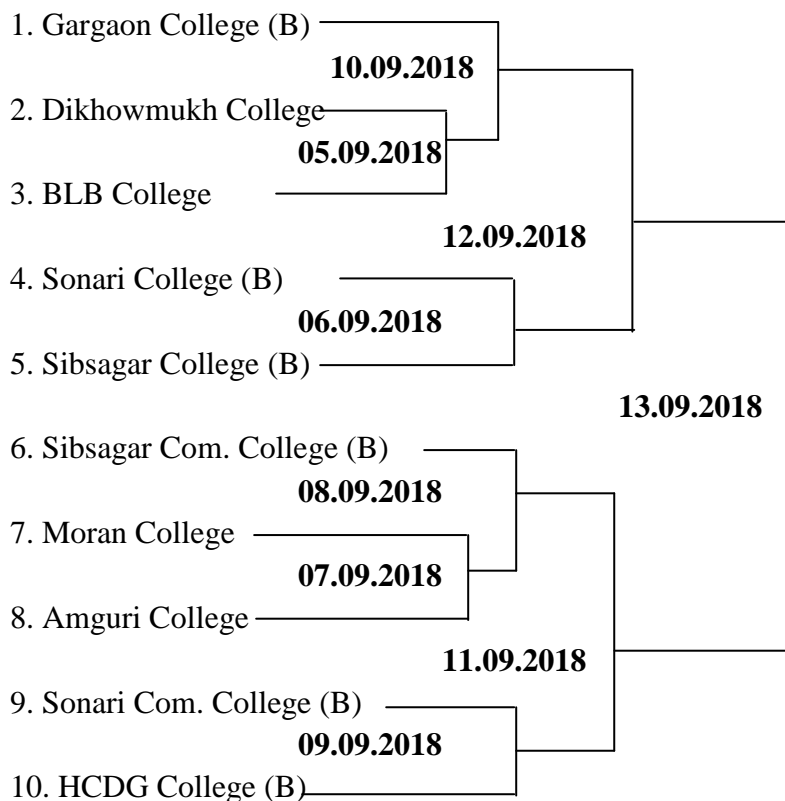 1. Gargaon College (B)
10.09.2018
2. Dikhowmukh College
05.09.2018
3. BLB College
12.09.2018
4. Sonari College (B)
06.09.2018
5. Sibsagar College (B)
13.09.2018
6. Sibsagar Com. College (B)
08.09.2018
7. Moran College
07.09.2018
8. Amguri College
11.09.2018
9. Sonari Com. College (B)
09.09.2018
10. HCDG College (B)